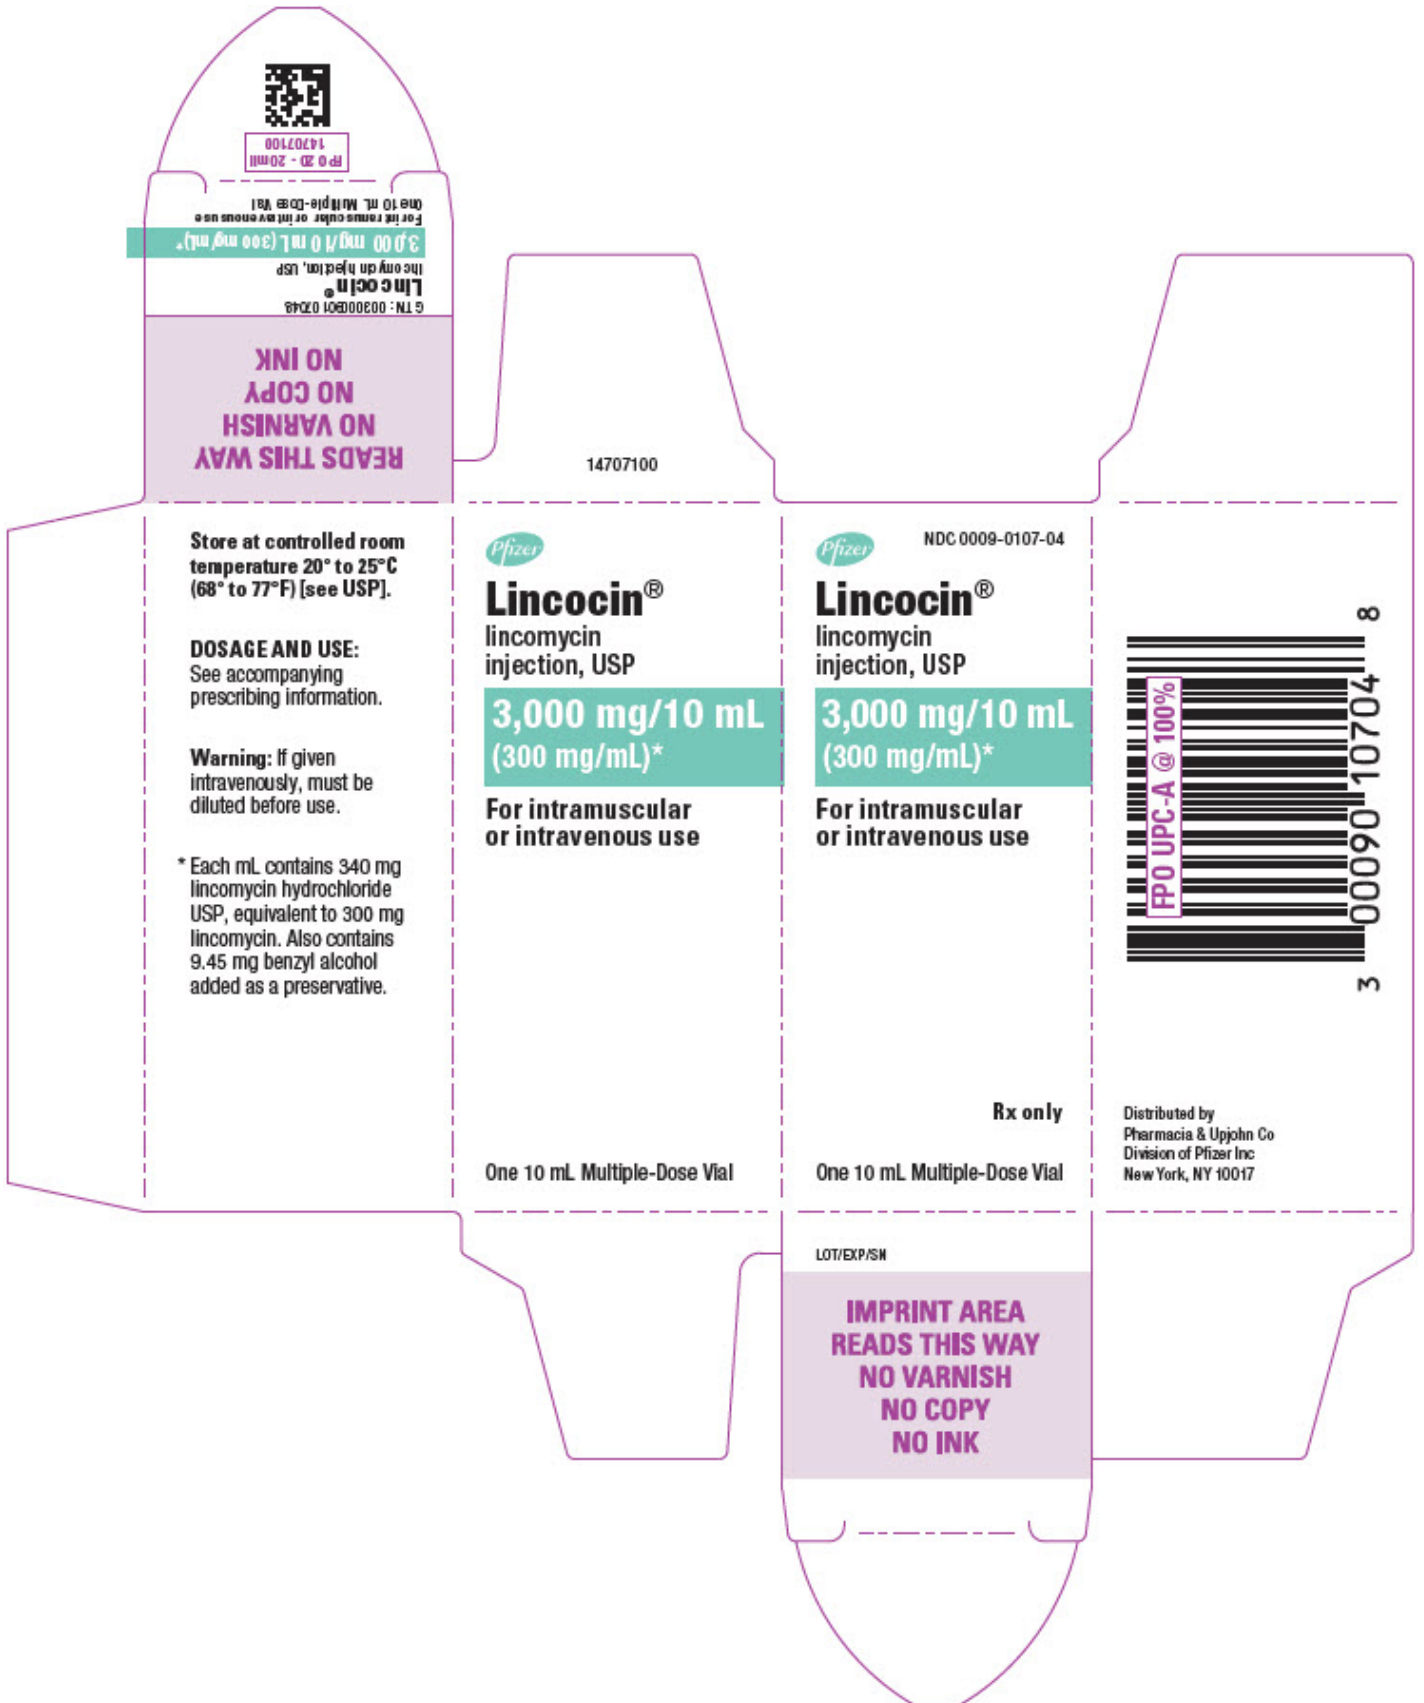 FPO 2D - 20mil
14707100
One 10 mL Multiple-Dose Vial
For intramuscular or intravenous use
3,000 mg/10 mL (300 mg/mL)*
lincomycin injection, USP
Lincocin®
NO INK
NO COPY
NO VARNISH
READS THIS WAY
14707100
Store at controlled room
temperature 20° to 25°C
(68° to 77°F) [see USP].
DOSAGE AND USE:
See accompanying
prescribing information.
Warning: If given
intravenously, must be
diluted before use.
* Each mL contains 340 mg
lincomycin hydrochloride
USP, equivalent to 300 mg
lincomycin. Also contains
9.45 mg benzyl alcohol
added as a preservative.
Pfizer
Lincocin®
lincomycin
injection, USP
3,000 mg/10 mL
(300 mg/mL)*
For intramuscular
or intravenous use
One 10 mL Multiple-Dose Vial
Pfizer
NDC 0009-0107-04
Lincocin®
lincomycin
injection, USP
3,000 mg/10 mL
(300 mg/mL)*
For intramuscular
or intravenous use
Rx only
One 10 mL Multiple-Dose Vial
FPO UPC-A @ 100%
3 00090 10704 8
Distributed by
Pharmacia & Upjohn Co
Division of Pfizer Inc
New York, NY 10017
LOT/EXP/SN
IMPRINT AREA
READS THIS WAY
NO VARNISH
NO COPY
NO INK